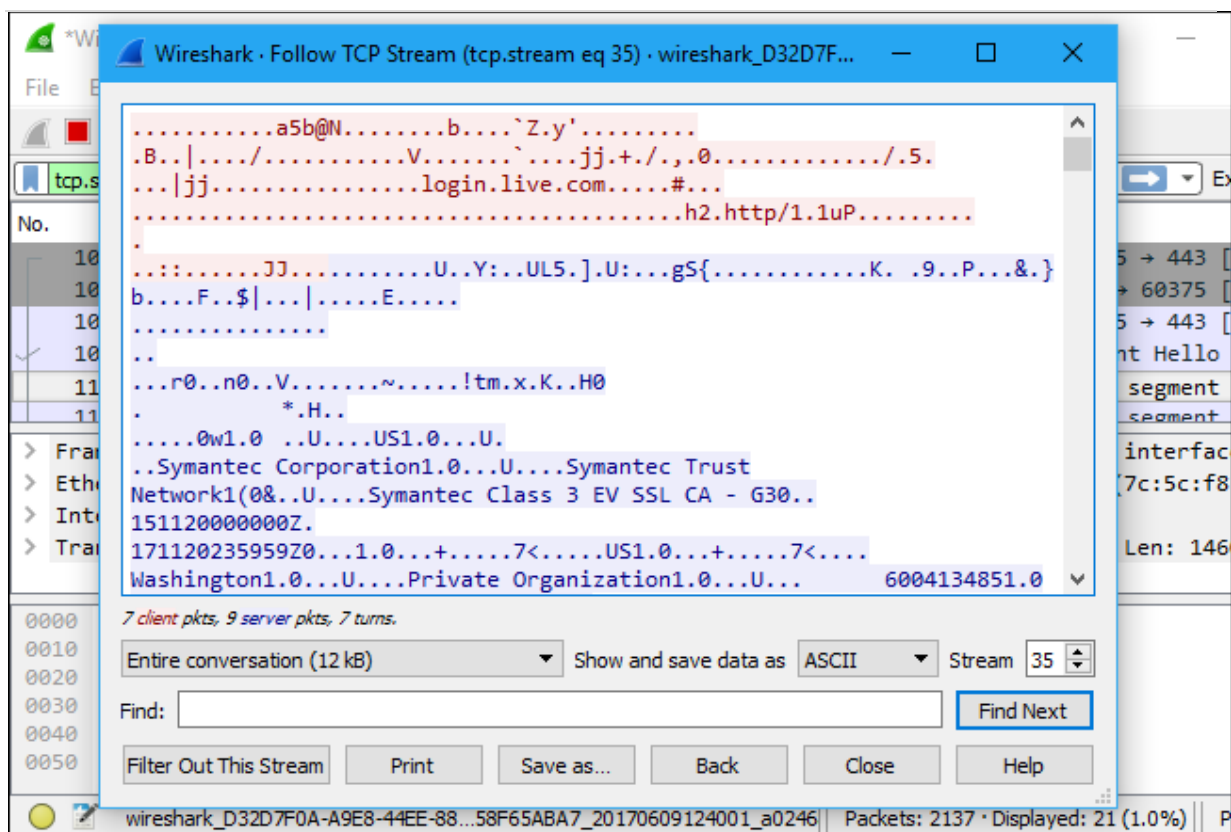 *Wi
Wireshark · Follow TCP Stream (tcp.stream eq 35) · wireshark_D32D7F...
File E
tcp.s
Ex
No.
...........a5b@N........b....`Z.y'.........
.B..|..../...........V.......`....jj.+./.,.0............./.5.
...|jj................login.live.com.....#...
..........................................h2.http/1.1uP.........
.
..::......JJ............U..Y:..UL5.].U:...gS{............K. .9..P...&.}
b....F..$|...|.....E.....
...............
..
...r0..n0..V.......~.....!tm.x.K..H0
. *.H..
.....0w1.0 ..U....US1.0...U.
..Symantec Corporation1.0...U....Symantec Trust
Network1(0&..U....Symantec Class 3 EV SSL CA - G30..
151120000000Z.
171120235959Z0...1.0...+.....7<.....US1.0...+.....7<....
Washington1.0...U....Private Organization1.0...U... 6004134851.0
10 5 → 443 [
10 → 60375 [
10 5 → 443 [
10 nt Hello
11 segment
11 segment
Fra interfac
Eth (7c:5c:f8
Int
Tra Len: 146
7 client pkts, 9 server pkts, 7 turns.
Entire conversation (12 kB) Show and save data as ASCII Stream 35
Find: Find Next
Filter Out This Stream Print Save as... Back Close Help
0000
0010
0020
0030
0040
0050
wireshark_D32D7F0A-A9E8-44EE-88...58F65ABA7_20170609124001_a0246 Packets: 2137 · Displayed: 21 (1.0%) P